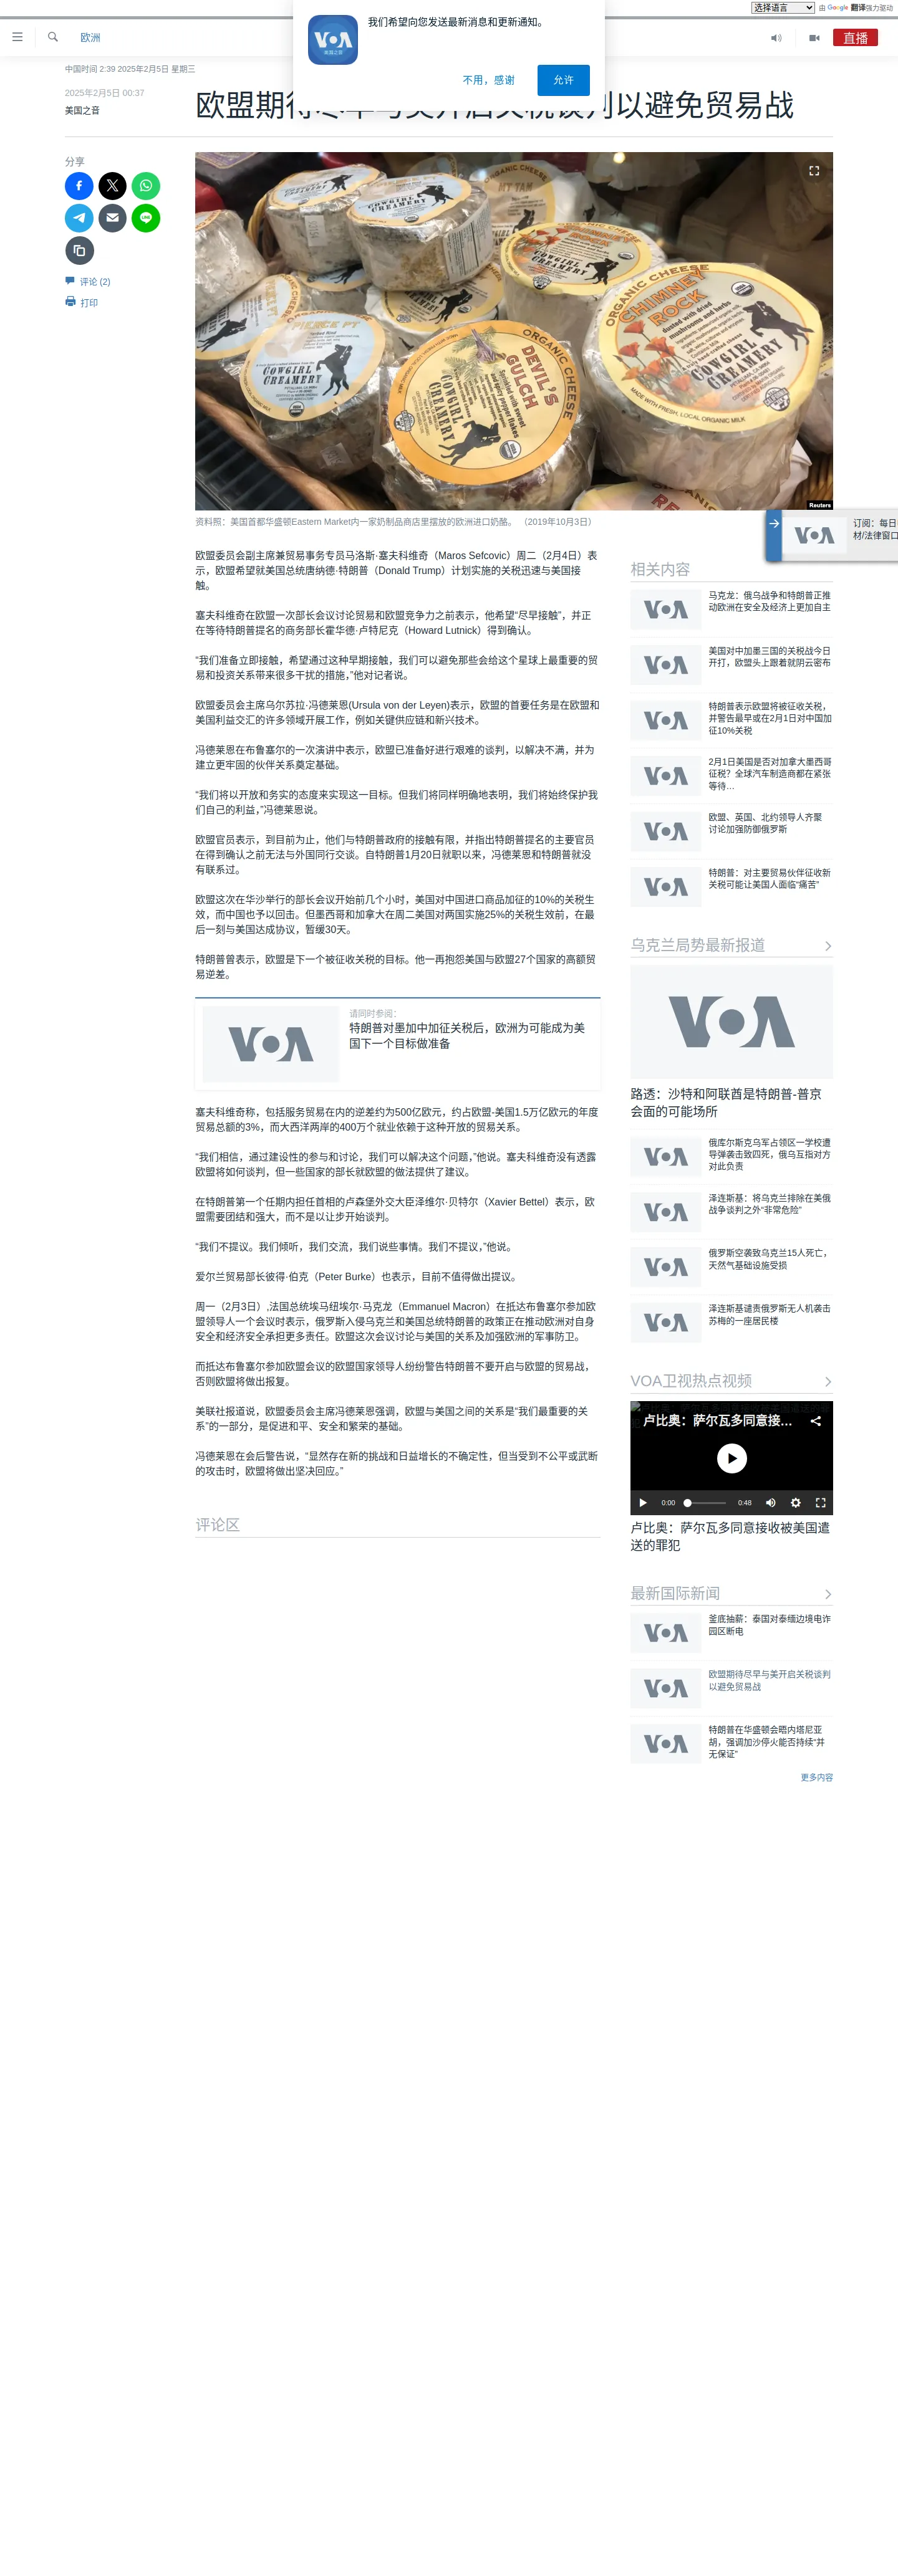 选择语言
由 Google 翻译强力驱动
我们希望向您发送最新消息和更新通知。
不用，感谢
允许
VOA
美国之音
欧洲
直播
中国时间 2:39 2025年2月5日 星期三
2025年2月5日 00:37
美国之音
欧盟期待尽早与美开启关税谈判以避免贸易战
分享
评论 (2)
打印
PIERCE PT
COWGIRL CREAMERY
MT TAM
DEVIL'S GULCH
ORGANIC CHEESE
CHIMNEY ROCK
dusted with dried mushrooms and herbs
MADE WITH FRESH, LOCAL ORGANIC MILK
RED
Reuters
资料照：美国首都华盛顿Eastern Market内一家奶制品商店里摆放的欧洲进口奶酪。 （2019年10月3日）
订阅：每日
材/法律窗口
欧盟委员会副主席兼贸易事务专员马洛斯·塞夫科维奇（Maros Sefcovic）周二（2月4日）表
示，欧盟希望就美国总统唐纳德·特朗普（Donald Trump）计划实施的关税迅速与美国接
触。
塞夫科维奇在欧盟一次部长会议讨论贸易和欧盟竞争力之前表示，他希望“尽早接触”，并正
在等待特朗普提名的商务部长霍华德·卢特尼克（Howard Lutnick）得到确认。
“我们准备立即接触，希望通过这种早期接触，我们可以避免那些会给这个星球上最重要的贸
易和投资关系带来很多干扰的措施，”他对记者说。
欧盟委员会主席乌尔苏拉·冯德莱恩(Ursula von der Leyen)表示，欧盟的首要任务是在欧盟和
美国利益交汇的许多领域开展工作，例如关键供应链和新兴技术。
冯德莱恩在布鲁塞尔的一次演讲中表示，欧盟已准备好进行艰难的谈判，以解决不满，并为
建立更牢固的伙伴关系奠定基础。
“我们将以开放和务实的态度来实现这一目标。但我们将同样明确地表明，我们将始终保护我
们自己的利益，”冯德莱恩说。
欧盟官员表示，到目前为止，他们与特朗普政府的接触有限，并指出特朗普提名的主要官员
在得到确认之前无法与外国同行交谈。自特朗普1月20日就职以来，冯德莱恩和特朗普就没
有联系过。
欧盟这次在华沙举行的部长会议开始前几个小时，美国对中国进口商品加征的10%的关税生
效，而中国也予以回击。但墨西哥和加拿大在周二美国对两国实施25%的关税生效前，在最
后一刻与美国达成协议，暂缓30天。
特朗普曾表示，欧盟是下一个被征收关税的目标。他一再抱怨美国与欧盟27个国家的高额贸
易逆差。
请同时参阅：
特朗普对墨加中加征关税后，欧洲为可能成为美
国下一个目标做准备
塞夫科维奇称，包括服务贸易在内的逆差约为500亿欧元，约占欧盟-美国1.5万亿欧元的年度
贸易总额的3%，而大西洋两岸的400万个就业依赖于这种开放的贸易关系。
“我们相信，通过建设性的参与和讨论，我们可以解决这个问题，”他说。塞夫科维奇没有透露
欧盟将如何谈判，但一些国家的部长就欧盟的做法提供了建议。
在特朗普第一个任期内担任首相的卢森堡外交大臣泽维尔·贝特尔（Xavier Bettel）表示，欧
盟需要团结和强大，而不是以让步开始谈判。
“我们不提议。我们倾听，我们交流，我们说些事情。我们不提议，”他说。
爱尔兰贸易部长彼得·伯克（Peter Burke）也表示，目前不值得做出提议。
周一（2月3日）,法国总统埃马纽埃尔·马克龙（Emmanuel Macron）在抵达布鲁塞尔参加欧
盟领导人一个会议时表示，俄罗斯入侵乌克兰和美国总统特朗普的政策正在推动欧洲对自身
安全和经济安全承担更多责任。欧盟这次会议讨论与美国的关系及加强欧洲的军事防卫。
而抵达布鲁塞尔参加欧盟会议的欧盟国家领导人纷纷警告特朗普不要开启与欧盟的贸易战，
否则欧盟将做出报复。
美联社报道说，欧盟委员会主席冯德莱恩强调，欧盟与美国之间的关系是“我们最重要的关
系”的一部分，是促进和平、安全和繁荣的基础。
冯德莱恩在会后警告说，“显然存在新的挑战和日益增长的不确定性，但当受到不公平或武断
的攻击时，欧盟将做出坚决回应。”
评论区
相关内容
马克龙：俄乌战争和特朗普正推
动欧洲在安全及经济上更加自主
美国对中加墨三国的关税战今日
开打，欧盟头上跟着就阴云密布
特朗普表示欧盟将被征收关税，
并警告最早或在2月1日对中国加
征10%关税
2月1日美国是否对加拿大墨西哥
征税？全球汽车制造商都在紧张
等待…
欧盟、英国、北约领导人齐聚
讨论加强防御俄罗斯
特朗普：对主要贸易伙伴征收新
关税可能让美国人面临“痛苦”
乌克兰局势最新报道
路透：沙特和阿联酋是特朗普-普京
会面的可能场所
俄库尔斯克乌军占领区一学校遭
导弹袭击致四死，俄乌互指对方
对此负责
泽连斯基：将乌克兰排除在美俄
战争谈判之外“非常危险”
俄罗斯空袭致乌克兰15人死亡，
天然气基础设施受损
泽连斯基谴责俄罗斯无人机袭击
苏梅的一座居民楼
VOA卫视热点视频
卢比奥：萨尔瓦多同意接…
0:00
0:48
卢比奥：萨尔瓦多同意接收被美国遣
送的罪犯
最新国际新闻
釜底抽薪：泰国对泰缅边境电诈
园区断电
欧盟期待尽早与美开启关税谈判
以避免贸易战
特朗普在华盛顿会晤内塔尼亚
胡，强调加沙停火能否持续“并
无保证”
更多内容